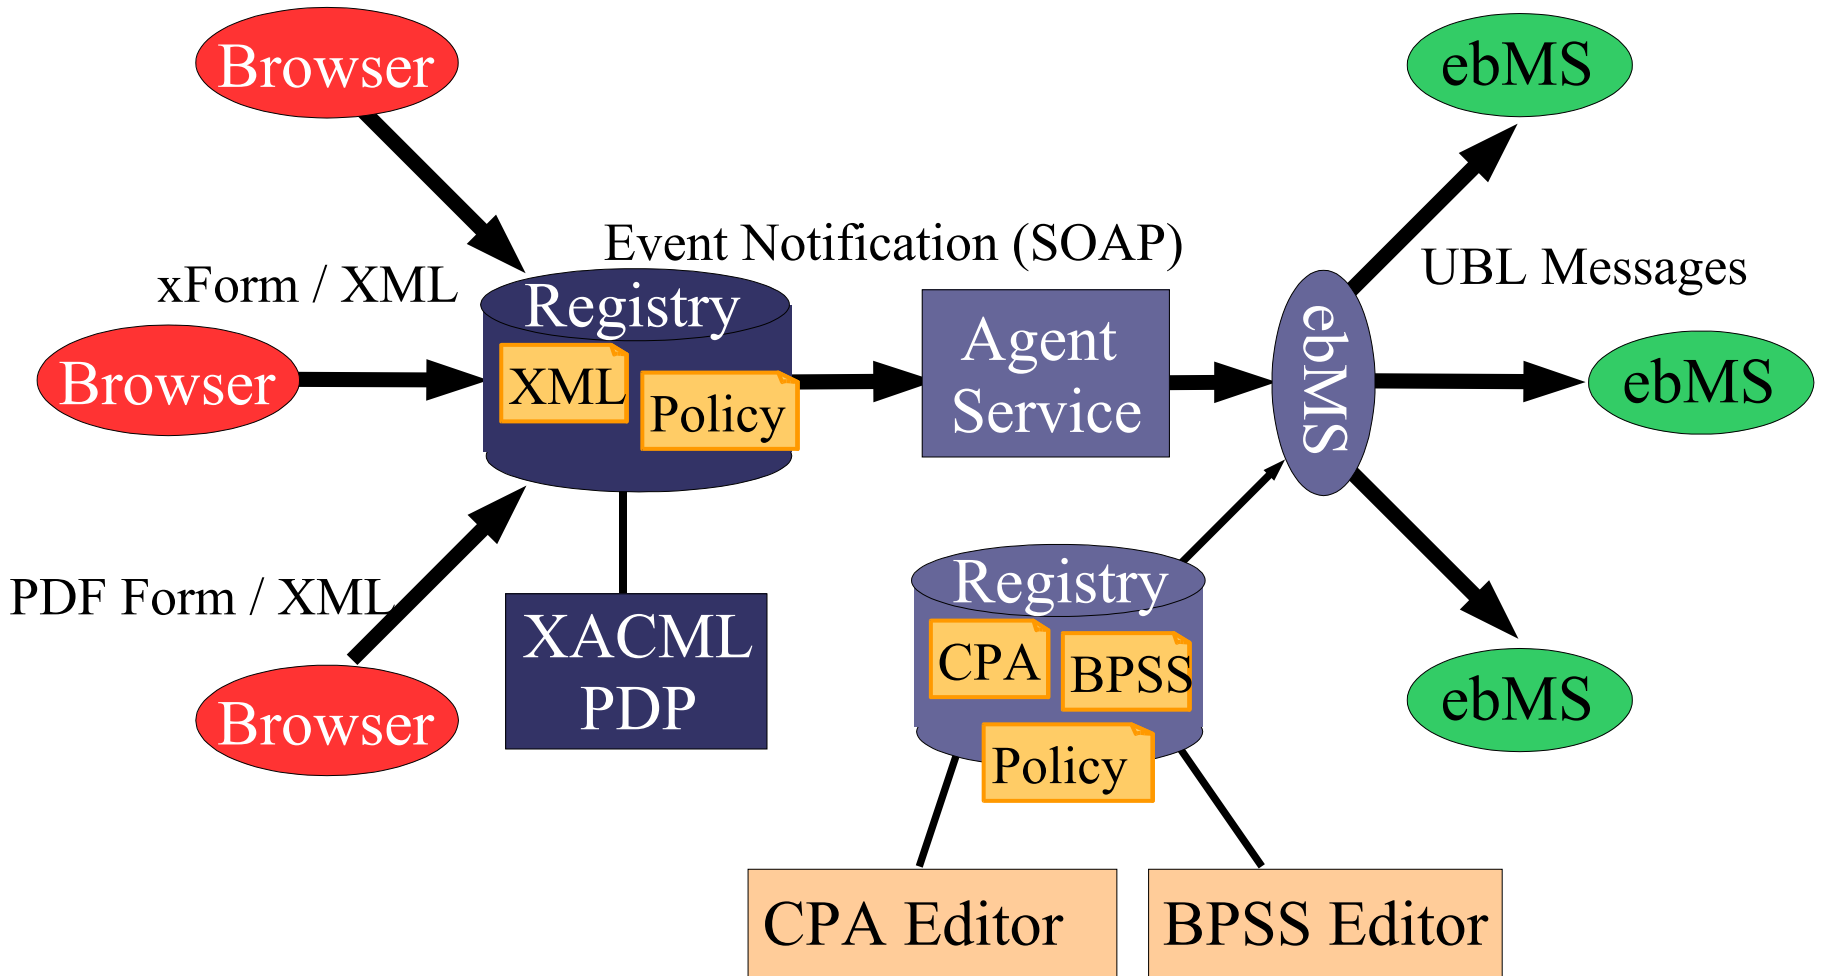 Browser
ebMS
Event Notification (SOAP)
xForm / XML
UBL Messages
Registry
XML
Policy
Agent
Service
ebMS
Browser
ebMS
PDF Form / XML
XACML
PDP
Registry
CPA
BPSS
Policy
Browser
ebMS
CPA Editor
BPSS Editor